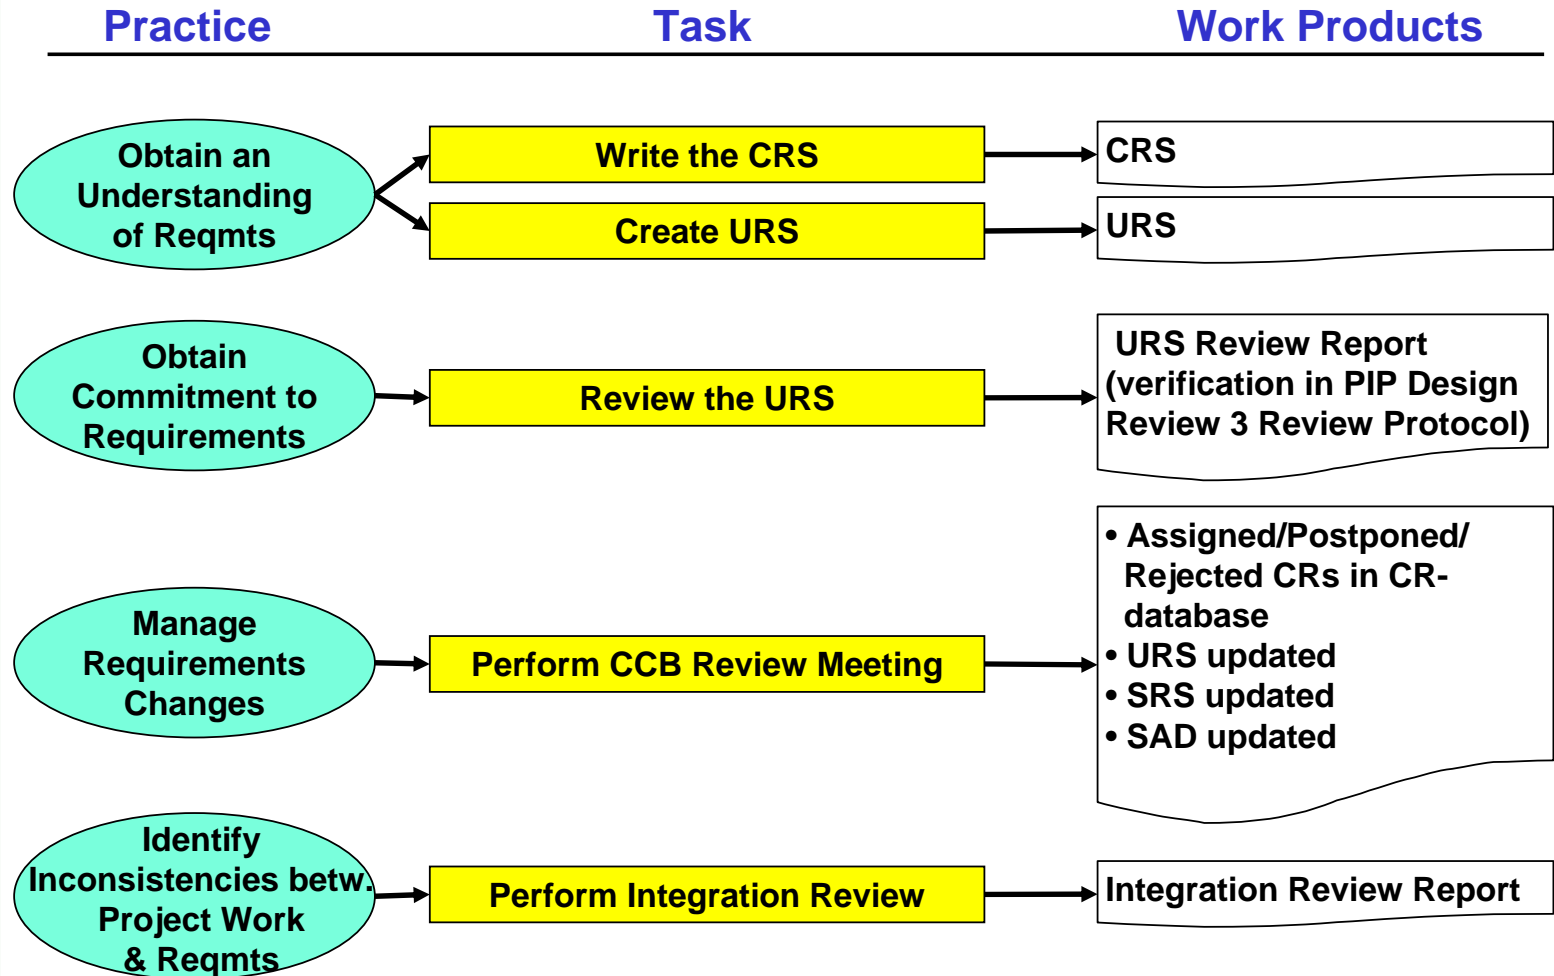 Practice Task Work Products
Obtain an
Understanding
of Reqmts
Write the CRS
CRS
Create URS
URS
Obtain
Commitment to
Requirements
Review the URS
URS Review Report
(verification in PIP Design
Review 3 Review Protocol)
Manage
Requirements
Changes
Perform CCB Review Meeting
• Assigned/Postponed/
Rejected CRs in CR-
database
• URS updated
• SRS updated
• SAD updated
Identify
Inconsistencies betw.
Project Work
& Reqmts
Perform Integration Review
Integration Review Report